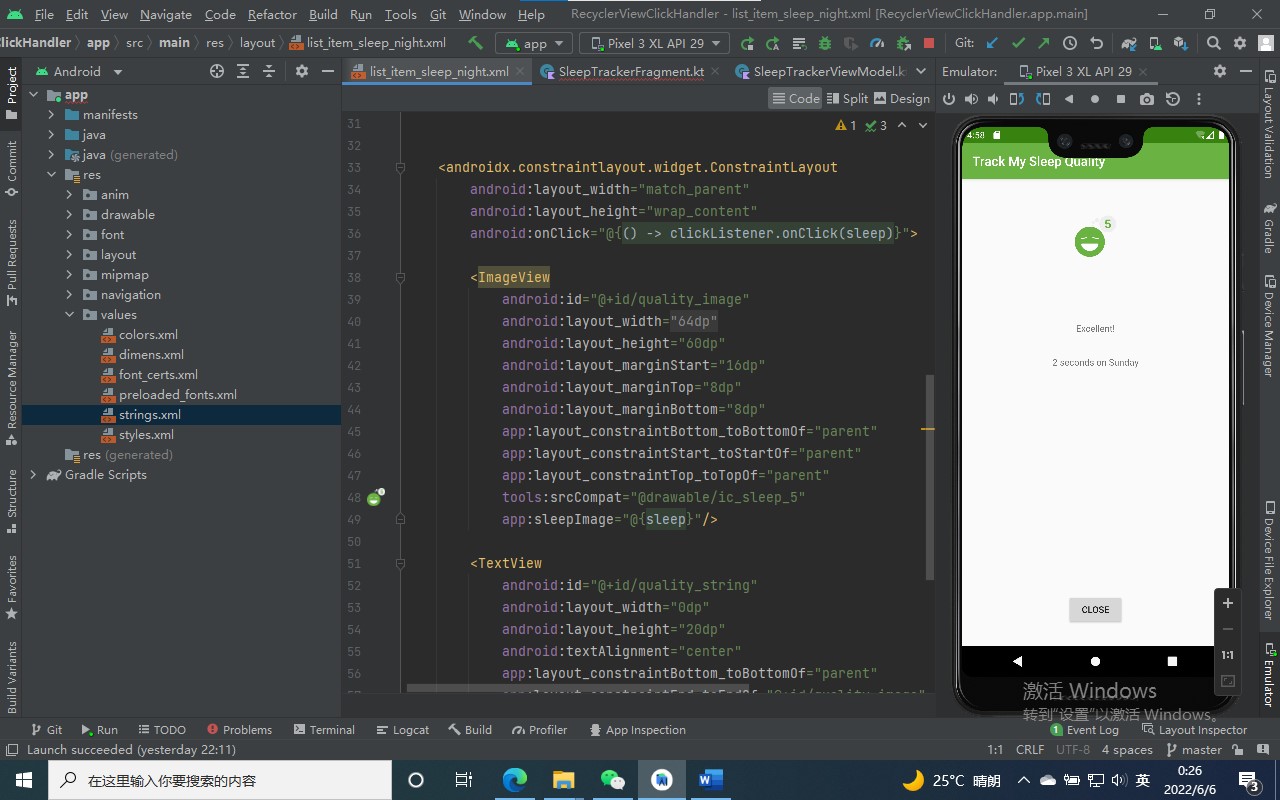 File Edit View Navigate Code Refactor Build Run Tools Git Window Help RecyclerViewClickHandler - list_item_sleep_night.xml [RecyclerViewClickHandler.app.main]
ClickHandler app src main res layout list_item_sleep_night.xml app Pixel 3 XL API 29 Git:
Android list_item_sleep_night.xml SleepTrackerFragment.kt SleepTrackerViewModel.k Emulator: Pixel 3 XL API 29
Code Split Design
Project
Commit
Pull Requests
Resource Manager
Structure
Favorites
Build Variants
app
manifests
java
java (generated)
res
anim
drawable
font
layout
mipmap
navigation
values
colors.xml
dimens.xml
font_certs.xml
preloaded_fonts.xml
strings.xml
styles.xml
res (generated)
Gradle Scripts
1 3
31
32
33 <androidx.constraintlayout.widget.ConstraintLayout
34 android:layout_width="match_parent"
35 android:layout_height="wrap_content"
36 android:onClick="@{() -> clickListener.onClick(sleep)}">
37
38 <ImageView
39 android:id="@+id/quality_image"
40 android:layout_width="64dp"
41 android:layout_height="60dp"
42 android:layout_marginStart="16dp"
43 android:layout_marginTop="8dp"
44 android:layout_marginBottom="8dp"
45 app:layout_constraintBottom_toBottomOf="parent"
46 app:layout_constraintStart_toStartOf="parent"
47 app:layout_constraintTop_toTopOf="parent"
48 tools:srcCompat="@drawable/ic_sleep_5"
49 app:sleepImage="@{sleep}"/>
50
51 <TextView
52 android:id="@+id/quality_string"
53 android:layout_width="0dp"
54 android:layout_height="20dp"
55 android:textAlignment="center"
56 app:layout_constraintBottom_toBottomOf="parent"
4:58
Track My Sleep Quality
5
Excellent!
2 seconds on Sunday
CLOSE
1:1
Layout Validation
Gradle
Device Manager
Device File Explorer
Emulator
激活 Windows
转到“设置”以激活 Windows。
Git Run TODO Problems Terminal Logcat Build Profiler App Inspection 1 Event Log Layout Inspector
Launch succeeded (yesterday 22:11) 1:1 CRLF UTF-8 4 spaces master
在这里输入你要搜索的内容 25°C 晴朗 英 0:26
2022/6/6
3